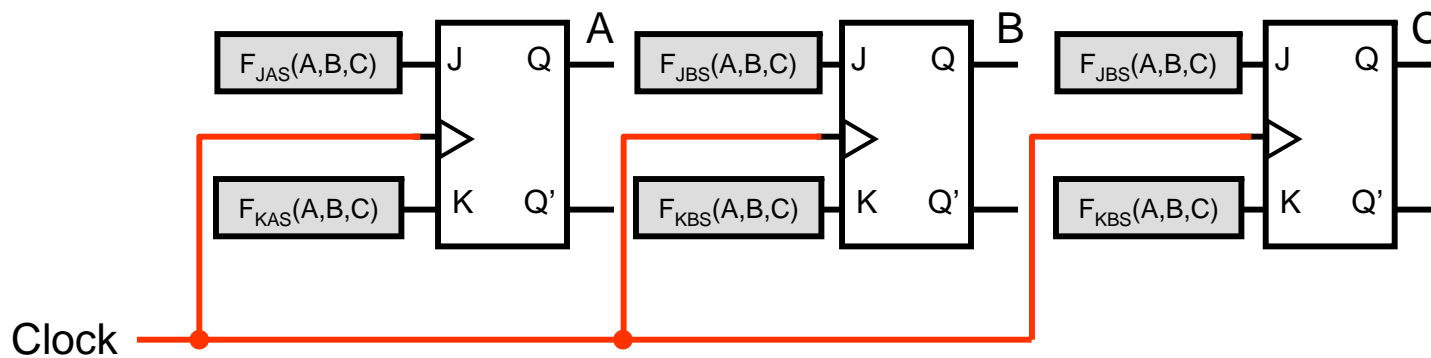 A
B
C
F_JAS(A,B,C)
J
Q
F_JBS(A,B,C)
J
Q
F_JBS(A,B,C)
J
Q
F_KAS(A,B,C)
K
Q’
F_KBS(A,B,C)
K
Q’
F_KBS(A,B,C)
K
Q’
Clock